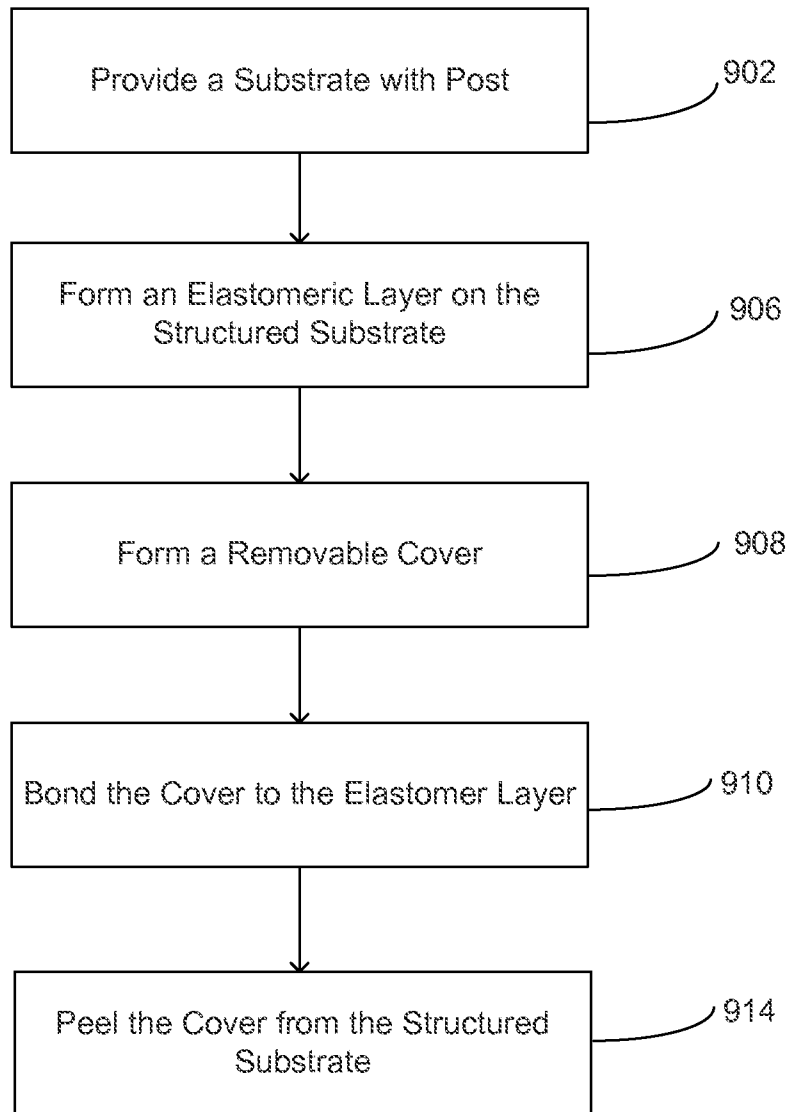 Provide a Substrate with Post
902
Form an Elastomeric Layer on the
Structured Substrate
906
Form a Removable Cover
908
Bond the Cover to the Elastomer Layer
910
Peel the Cover from the Structured
Substrate
914